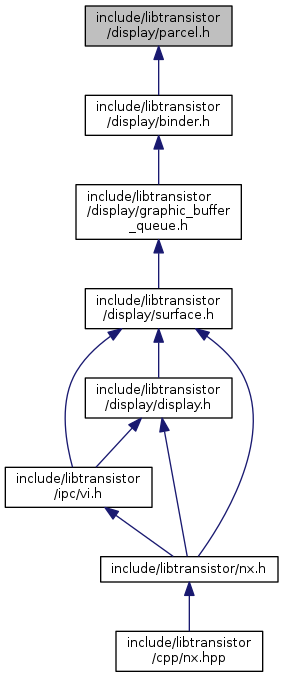 include/libtransistor
/display/parcel.h
include/libtransistor
/display/binder.h
include/libtransistor
/display/graphic_buffer
_queue.h
include/libtransistor
/display/surface.h
include/libtransistor
/display/display.h
include/libtransistor
/ipc/vi.h
include/libtransistor/nx.h
include/libtransistor
/cpp/nx.hpp